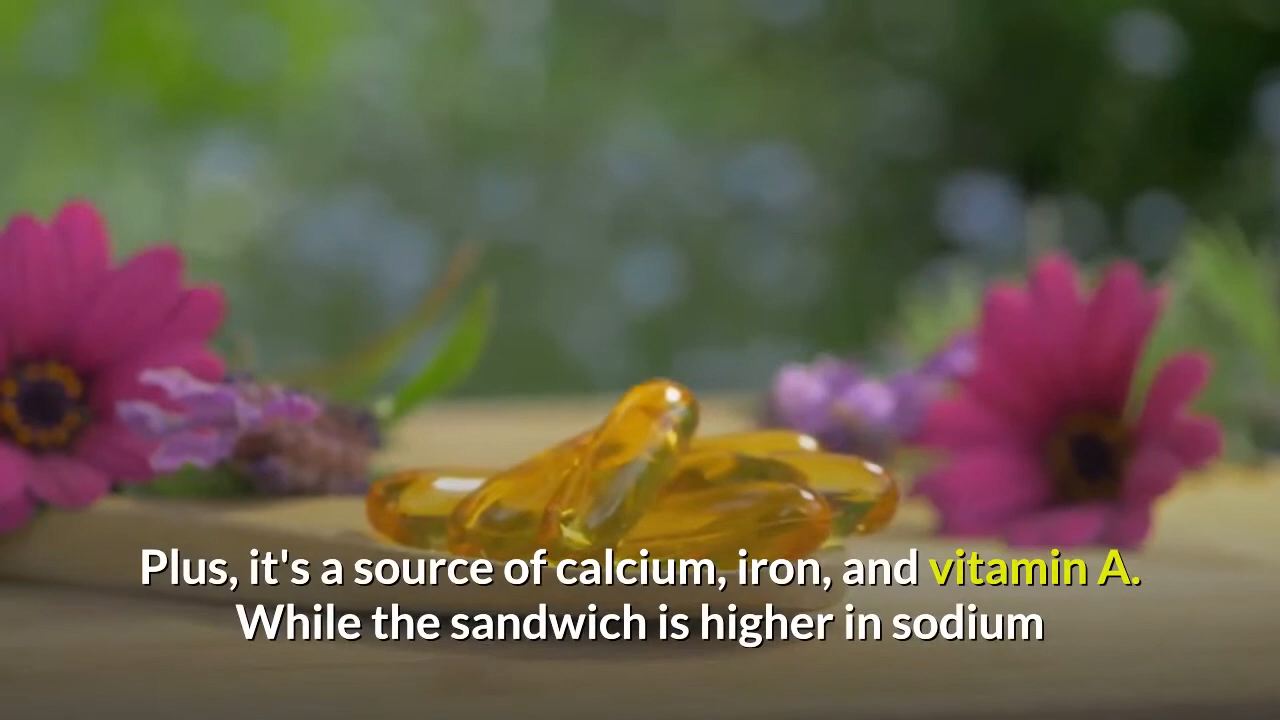 Plus, it's a source of calcium, iron, and vitamin A.
While the sandwich is higher in sodium